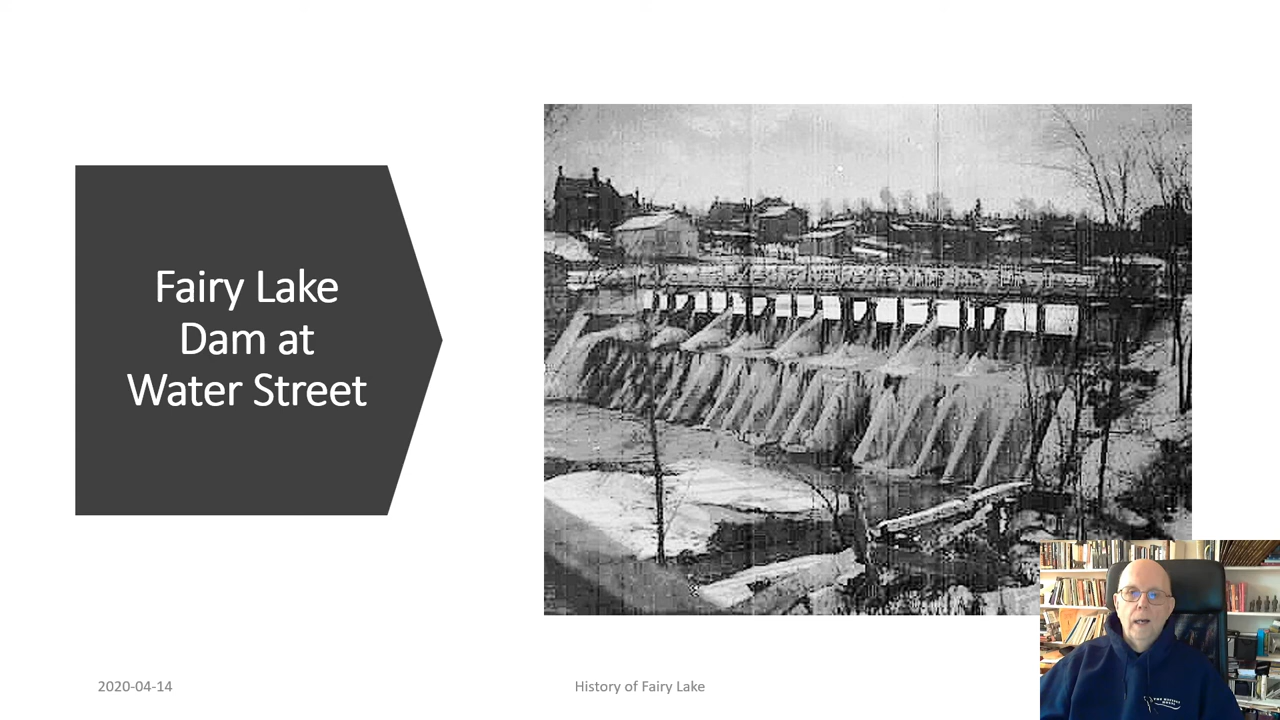 Fairy Lake
Dam at
Water Street
2020-04-14
History of Fairy Lake